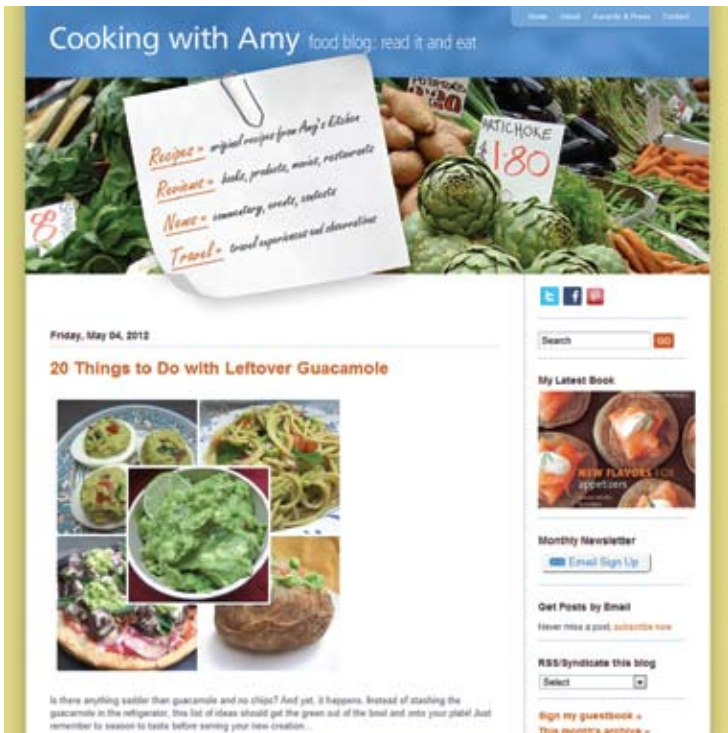 Home About Awards & Press Contact
Cooking with Amy food blog: read it and eat
Recipes » original recipes from Amy's kitchen
Reviews » books, products, movies, restaurants
News » commentary, events, contests
Travel » travel experiences and observations
ARTICHOKE
1.80
8
Friday, May 04, 2012
20 Things to Do with Leftover Guacamole
Is there anything sadder than guacamole and no chips? And yet, it happens. Instead of stashing the
guacamole in the refrigerator, this list of ideas should get the green out of the bowl and onto your plate! Just
remember to season to taste before serving your new creation...
Search GO
My Latest Book
NEW FLAVORS FOR
appetizers
Monthly Newsletter
Email Sign Up
Get Posts by Email
Never miss a post, subscribe now
RSS/Syndicate this blog
Select
Sign my guestbook »
This month's archive »